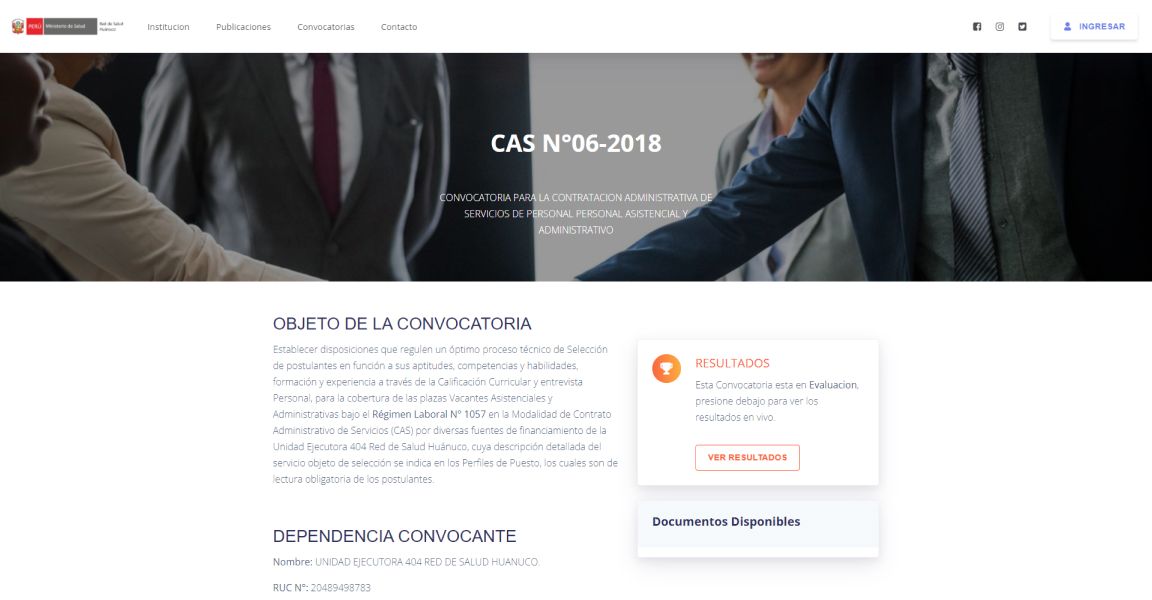 PERÚ Ministerio de Salud Red de Salud Huánuco
Institucion Publicaciones Convocatorias Contacto INGRESAR
CAS N°06-2018
CONVOCATORIA PARA LA CONTRATACION ADMINISTRATIVA DE
SERVICIOS DE PERSONAL PERSONAL ASISTENCIAL Y
ADMINISTRATIVO
OBJETO DE LA CONVOCATORIA
Establecer disposiciones que regulen un óptimo proceso técnico de Selección
de postulantes en función a sus aptitudes, competencias y habilidades,
formación y experiencia a través de la Calificación Curricular y entrevista
Personal, para la cobertura de las plazas Vacantes Asistenciales y
Administrativas bajo el Régimen Laboral N° 1057 en la Modalidad de Contrato
Administrativo de Servicios (CAS) por diversas fuentes de financiamiento de la
Unidad Ejecutora 404 Red de Salud Huánuco, cuya descripción detallada del
servicio objeto de selección se indica en los Perfiles de Puesto, los cuales son de
lectura obligatoria de los postulantes.
DEPENDENCIA CONVOCANTE
Nombre: UNIDAD EJECUTORA 404 RED DE SALUD HUANUCO.
RUC N°: 20489498783
RESULTADOS
Esta Convocatoria esta en Evaluacion,
presione debajo para ver los
resultados en vivo.
VER RESULTADOS
Documentos Disponibles